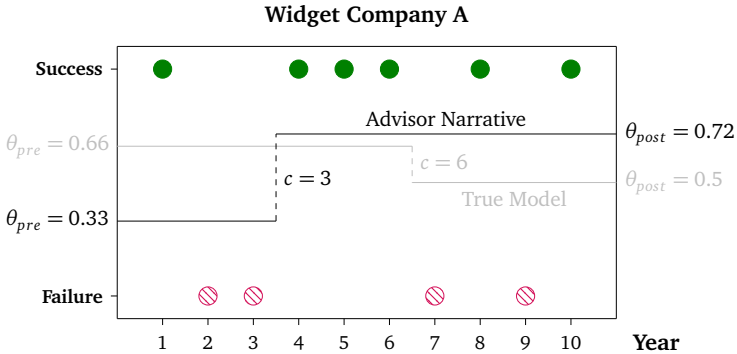 Widget Company A
Success
Advisor Narrative
θpost = 0.72
θpre = 0.66
c = 6
c = 3
θpost = 0.5
True Model
θpre = 0.33
Failure
1 2 3 4 5 6 7 8 9 10 Year